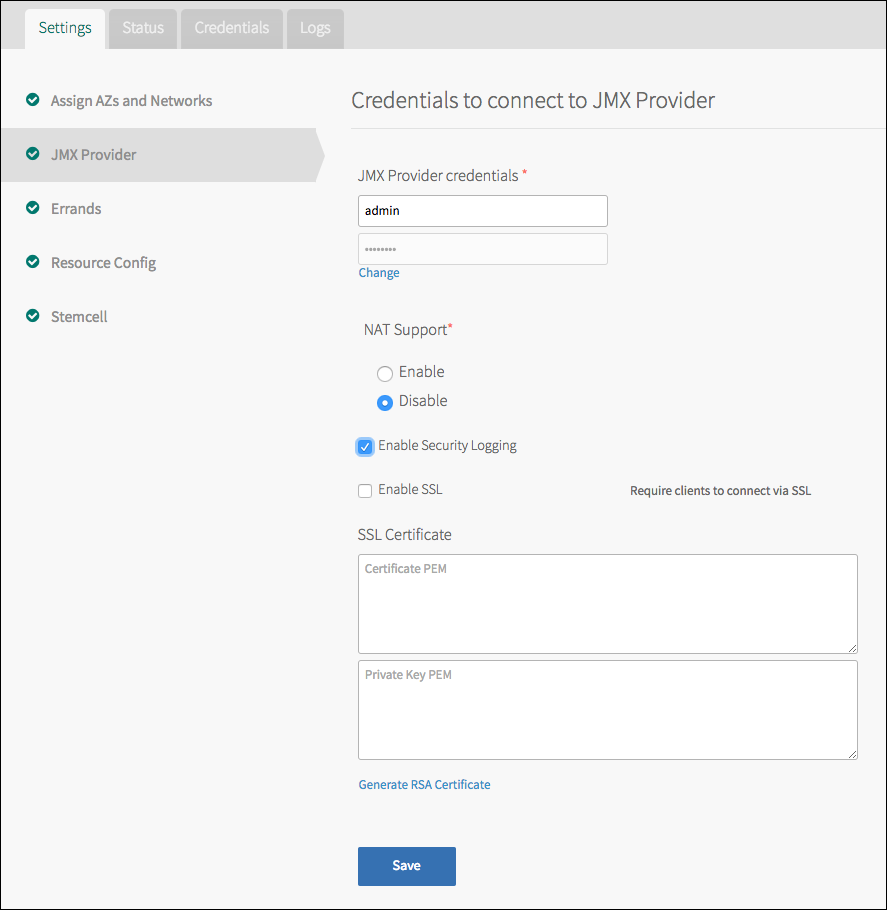 Settings
Status
Credentials
Logs
Assign AZs and Networks
JMX Provider
Errands
Resource Config
Stemcell
Credentials to connect to JMX Provider
JMX Provider credentials *
admin
••••••••
Change
NAT Support*
Enable
Disable
Enable Security Logging
Enable SSL
Require clients to connect via SSL
SSL Certificate
Certificate PEM
Private Key PEM
Generate RSA Certificate
Save